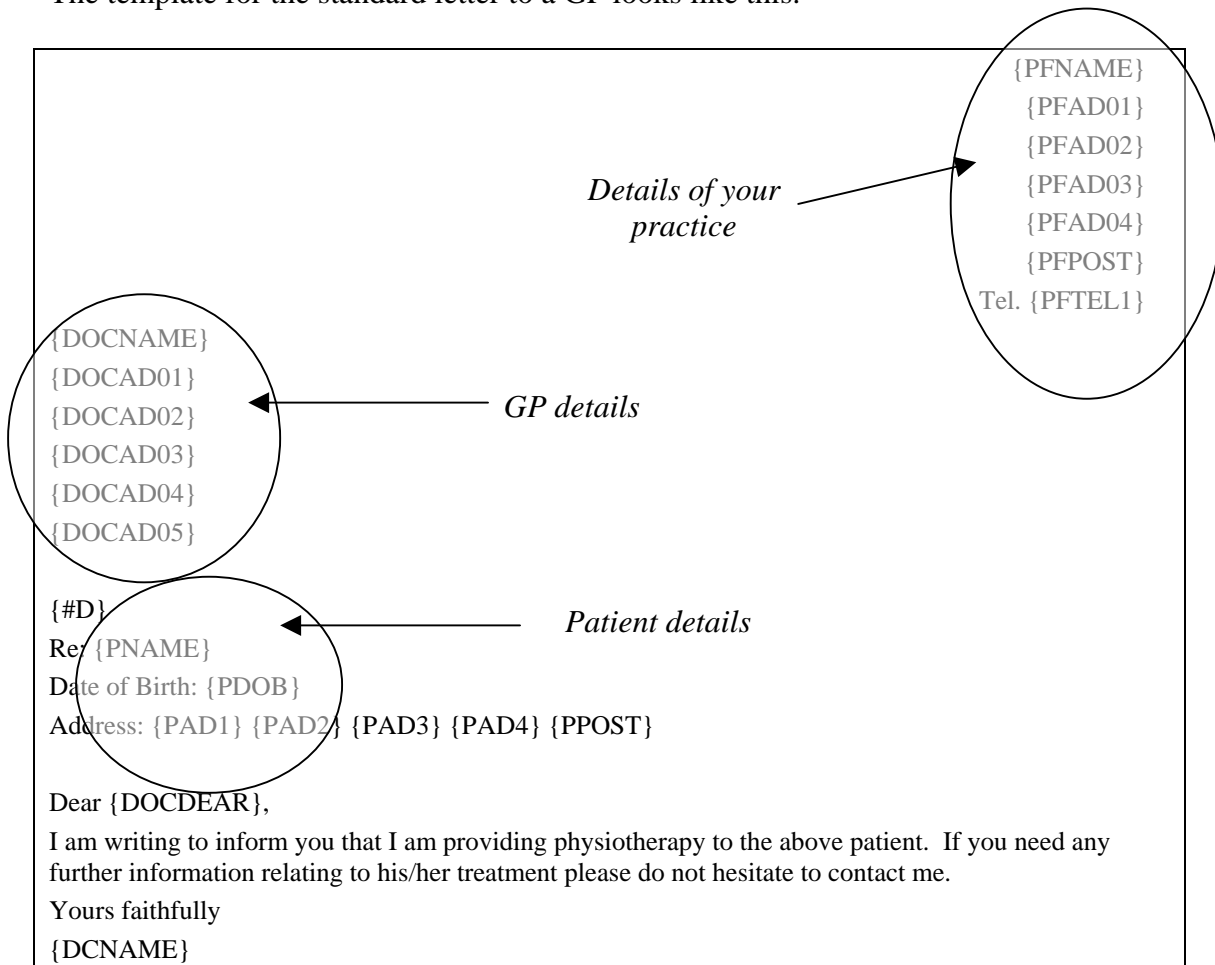 The template for the standard letter to a GP looks like this:
{PFNAME}
{PFAD01}
{PFAD02}
Details of your
practice
{PFAD03}
{PFAD04}
{PFPOST}
Tel. {PFTEL1}
{DOCNAME}
{DOCAD01}
{DOCAD02}
GP details
{DOCAD03}
{DOCAD04}
{DOCAD05}
{#D}
Patient details
Re: {PNAME}
Date of Birth: {PDOB}
Address: {PAD1} {PAD2} {PAD3} {PAD4} {PPOST}
Dear {DOCDEAR},
I am writing to inform you that I am providing physiotherapy to the above patient.  If you need any
further information relating to his/her treatment please do not hesitate to contact me.
Yours faithfully
{DCNAME}